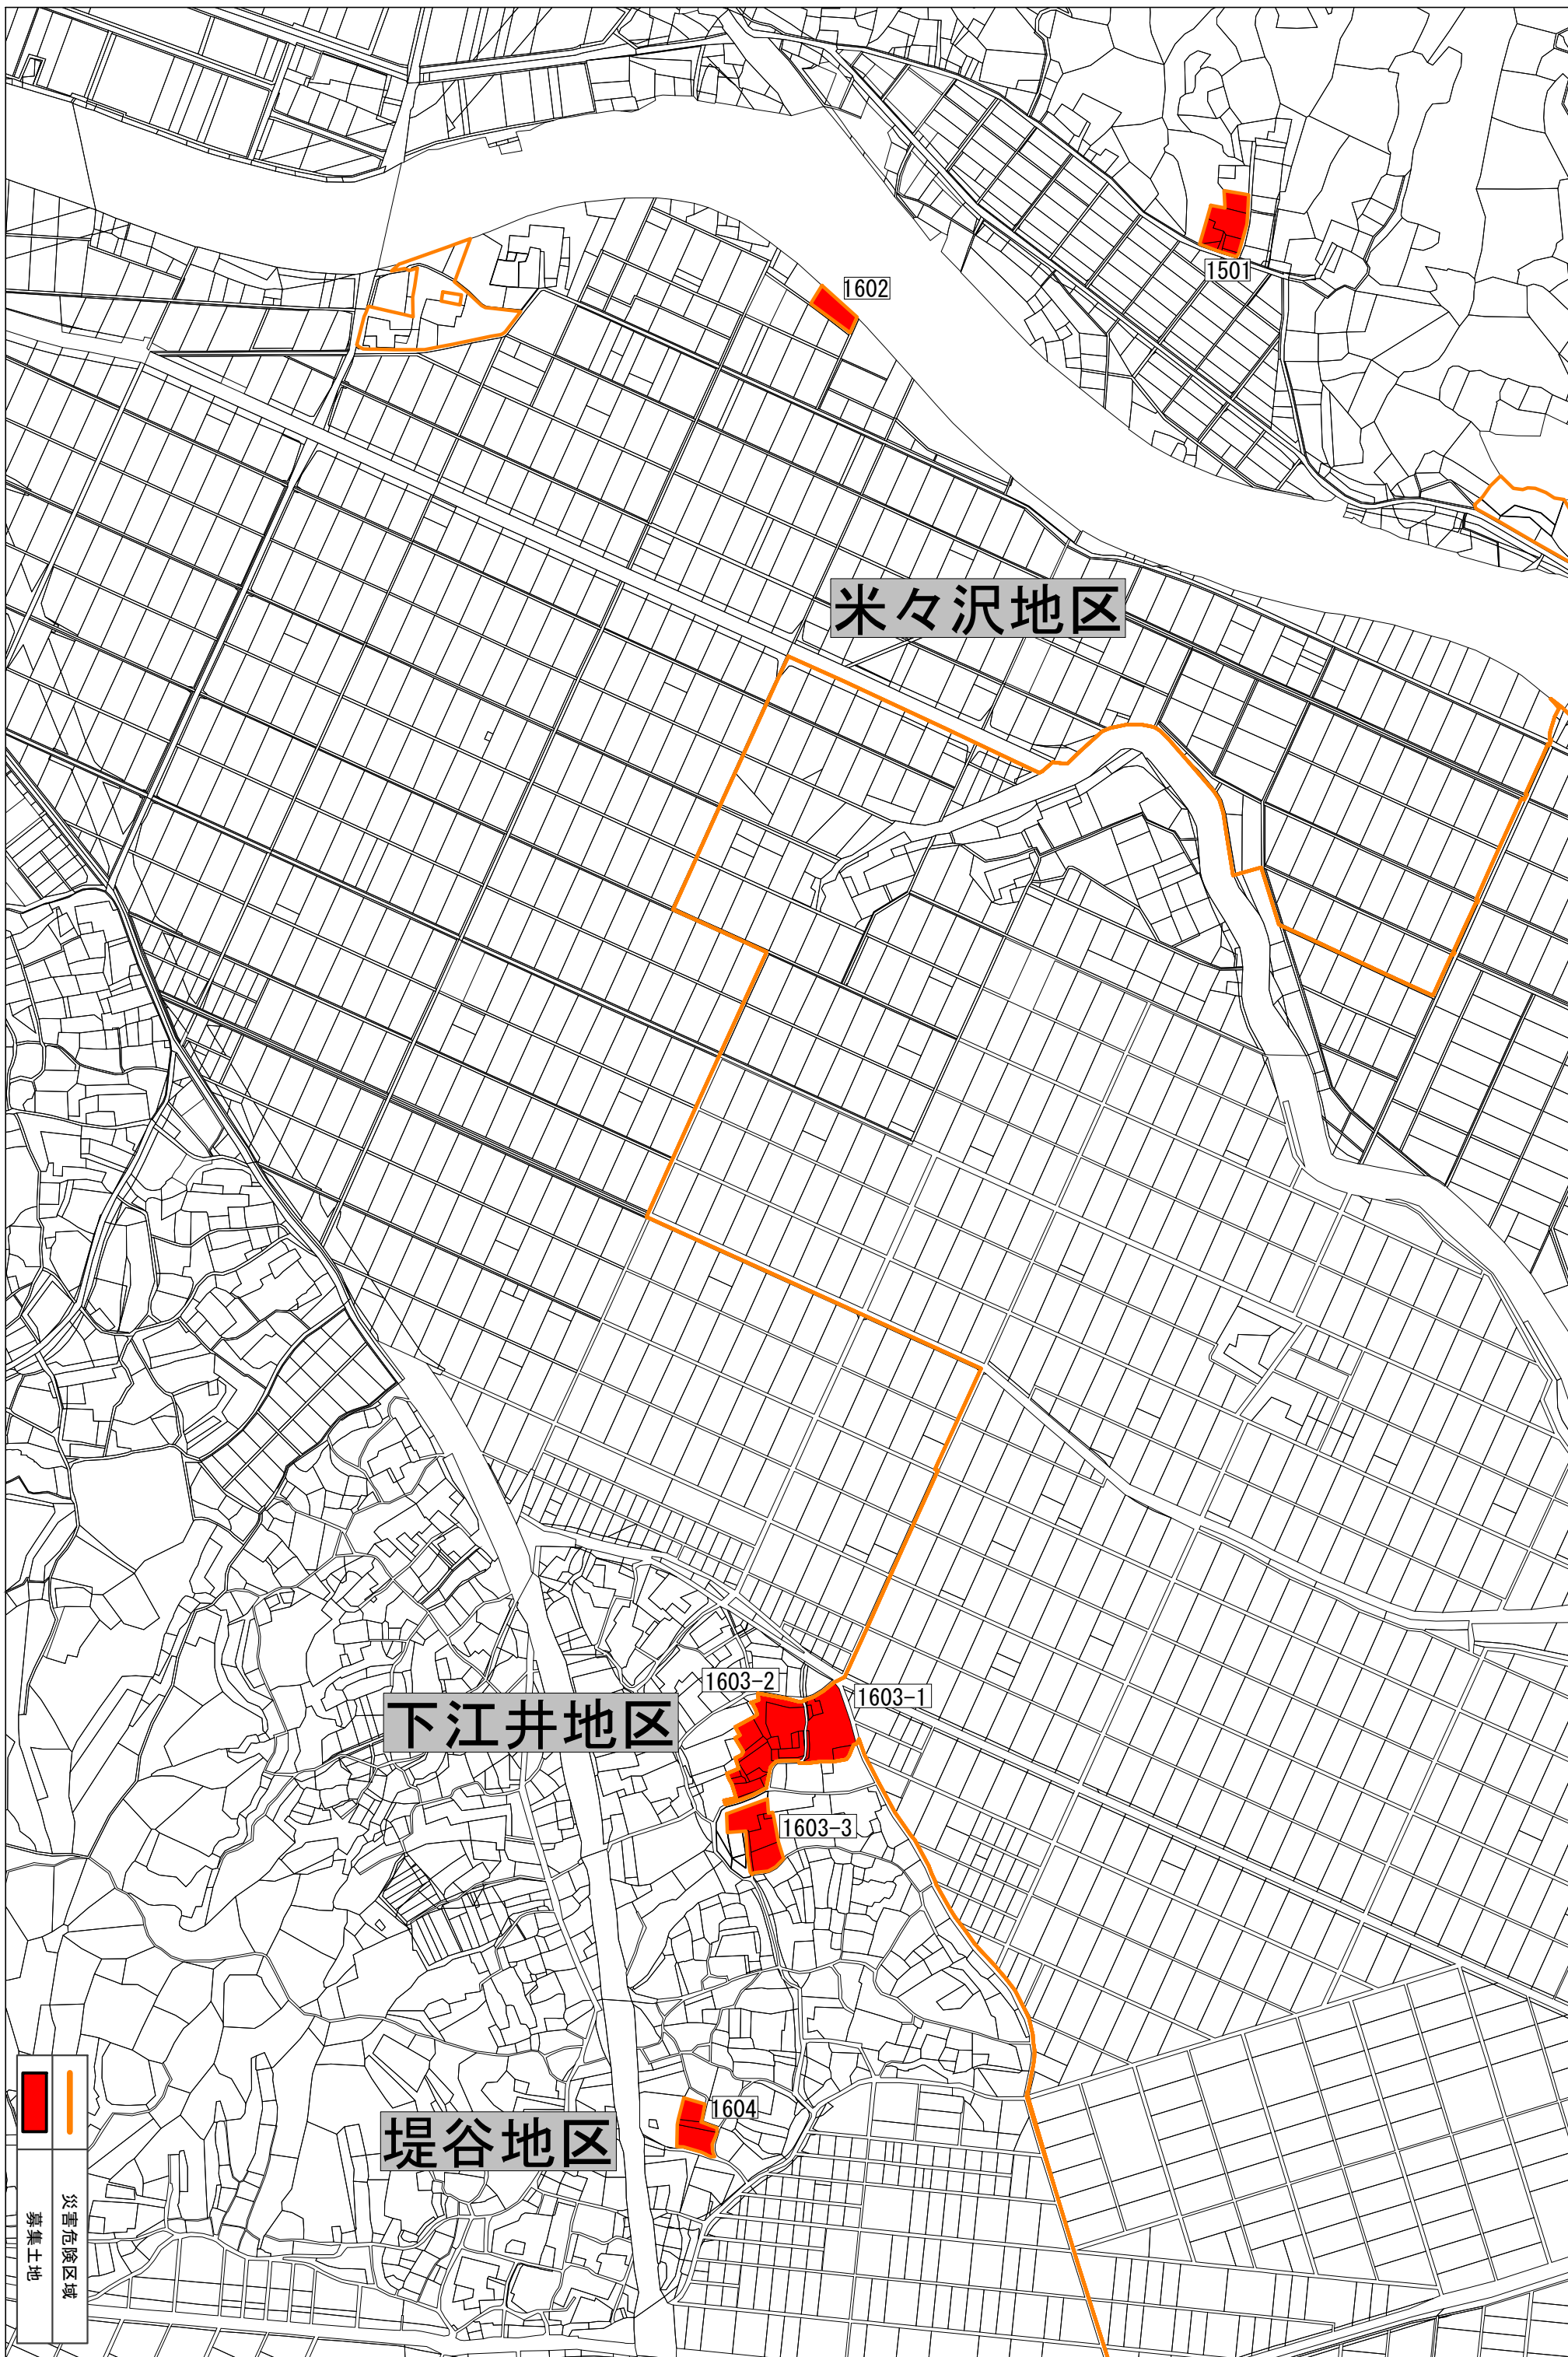 1501
1602
米々沢地区
1603-2
1603-1
下江井地区
1603-3
1604
堤谷地区
災害危険区域
募集土地